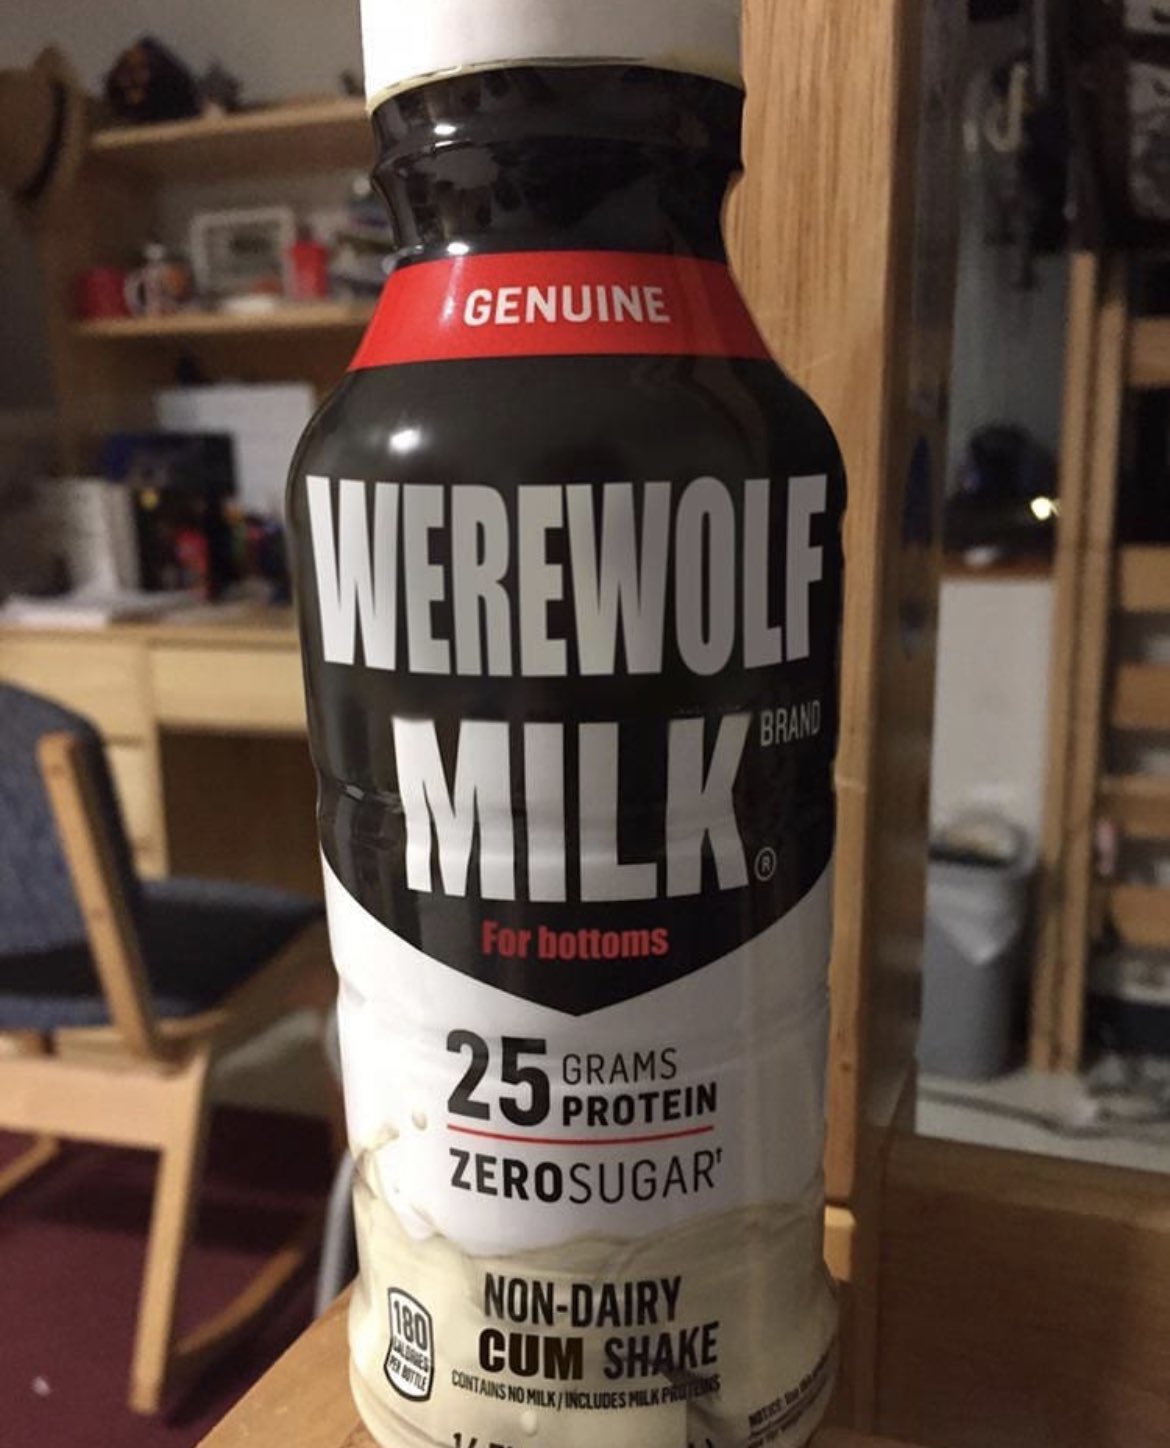 GENUINE
WEREWOLF
MILK
BRAND
®
For bottoms
25 GRAMS
PROTEIN
ZEROSUGAR†
NON-DAIRY
CUM SHAKE
CONTAINS NO MILK / INCLUDES MILK PROTEINS
180
CALORIES
PER BOTTLE
NOTICE: